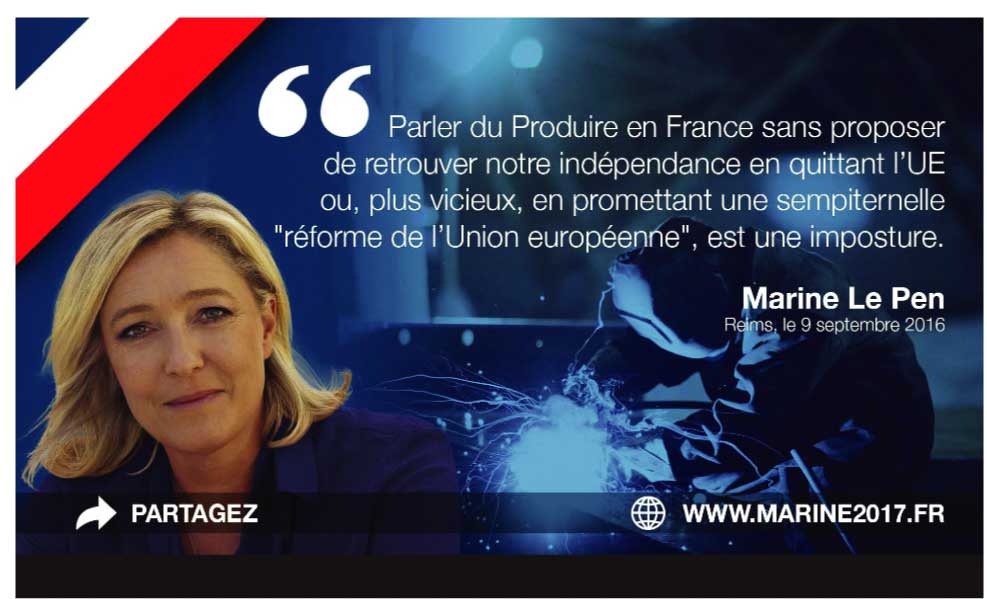 “
Parler du Produire en France sans proposer
de retrouver notre indépendance en quittant l’UE
ou, plus vicieux, en promettant une sempiternelle
"réforme de l’Union européenne", est une imposture.
Marine Le Pen
Reims, le 9 septembre 2016
PARTAGEZ
WWW.MARINE2017.FR